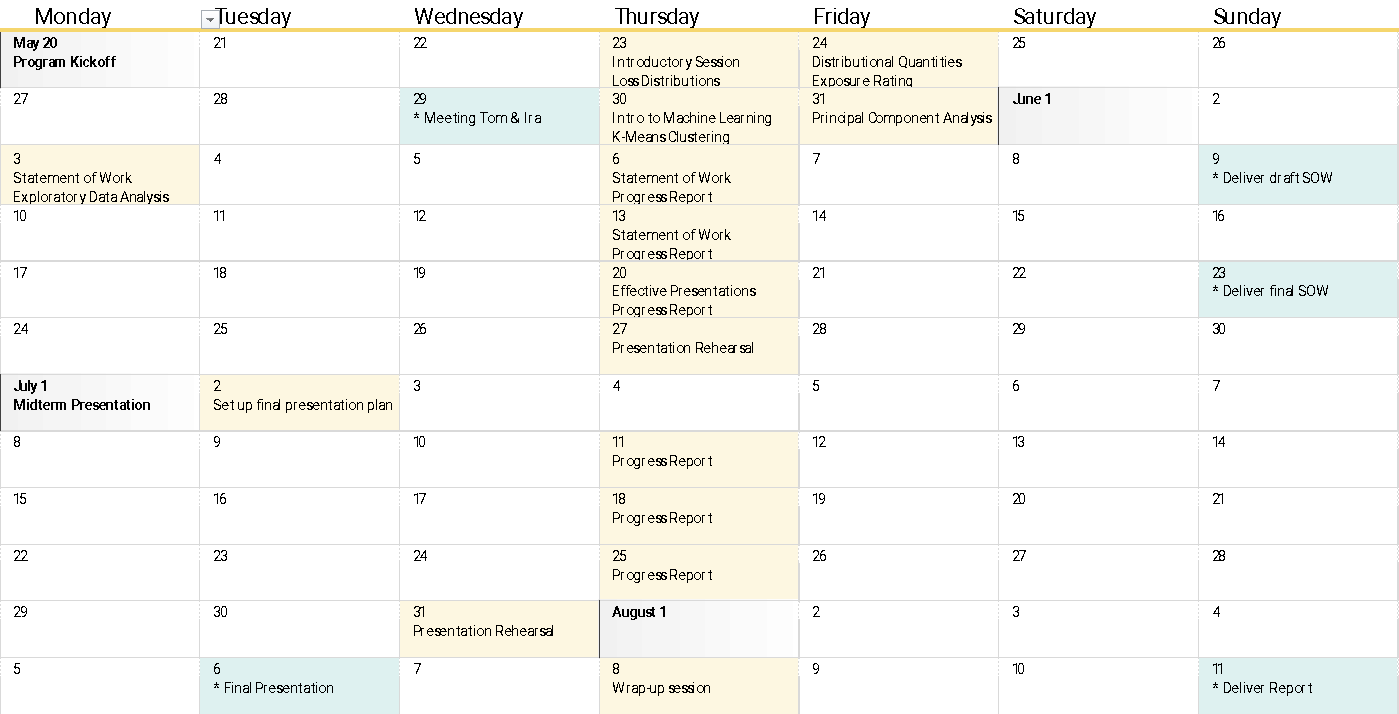 Monday Tuesday Wednesday Thursday Friday Saturday Sunday
May 20
Program Kickoff
21
22
23
Introductory Session
Loss Distributions
24
Distributional Quantities
Exposure Rating
25
26
27
28
29
* Meeting Tom & Ira
30
Intro to Machine Learning
K-Means Clustering
31
Principal Component Analysis
June 1
2
3
Statement of Work
Exploratory Data Analysis
4
5
6
Statement of Work
Progress Report
7
8
9
* Deliver draft SOW
10
11
12
13
Statement of Work
Progress Report
14
15
16
17
18
19
20
Effective Presentations
Progress Report
21
22
23
* Deliver final SOW
24
25
26
27
Presentation Rehearsal
28
29
30
July 1
Midterm Presentation
2
Set up final presentation plan
3
4
5
6
7
8
9
10
11
Progress Report
12
13
14
15
16
17
18
Progress Report
19
20
21
22
23
24
25
Progress Report
26
27
28
29
30
31
Presentation Rehearsal
August 1
2
3
4
5
6
* Final Presentation
7
8
Wrap-up session
9
10
11
* Deliver Report